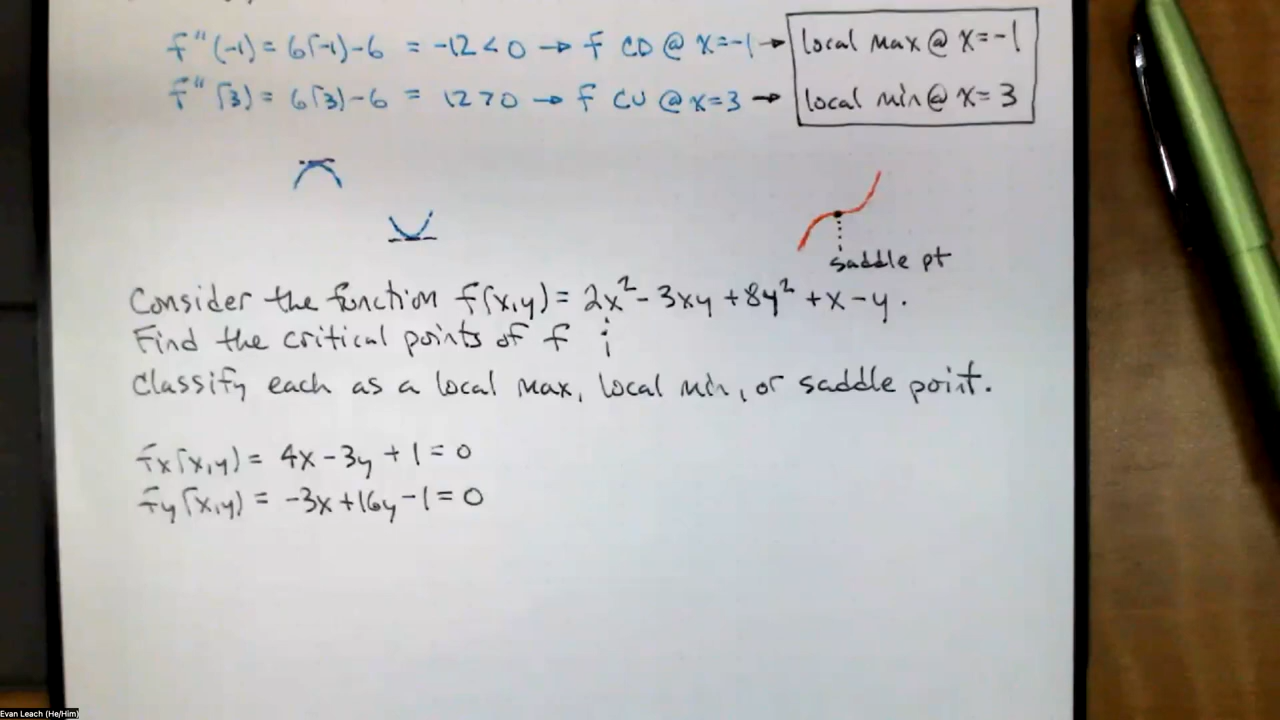 f"(-1) = 6(-1)-6 = -12 < 0 → f CD @ x=-1 → local max @ x=-1
f"(3) = 6(3)-6 = 12 > 0 → f CU @ x=3 → local min @ x=3
saddle pt
Consider the function f(x,y) = 2x² - 3xy + 8y² + x - y.
Find the critical points of f ;
Classify each as a local max, local min, or saddle point.
fx(x,y) = 4x - 3y + 1 = 0
fy(x,y) = -3x + 16y - 1 = 0
Evan Leach (He/Him)